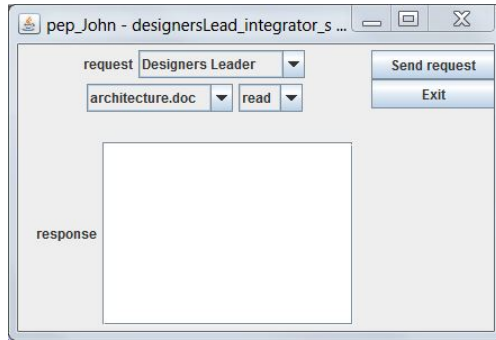 pep_John - designersLead_integrator_s ...
request Designers Leader Send request
architecture.doc read Exit
response